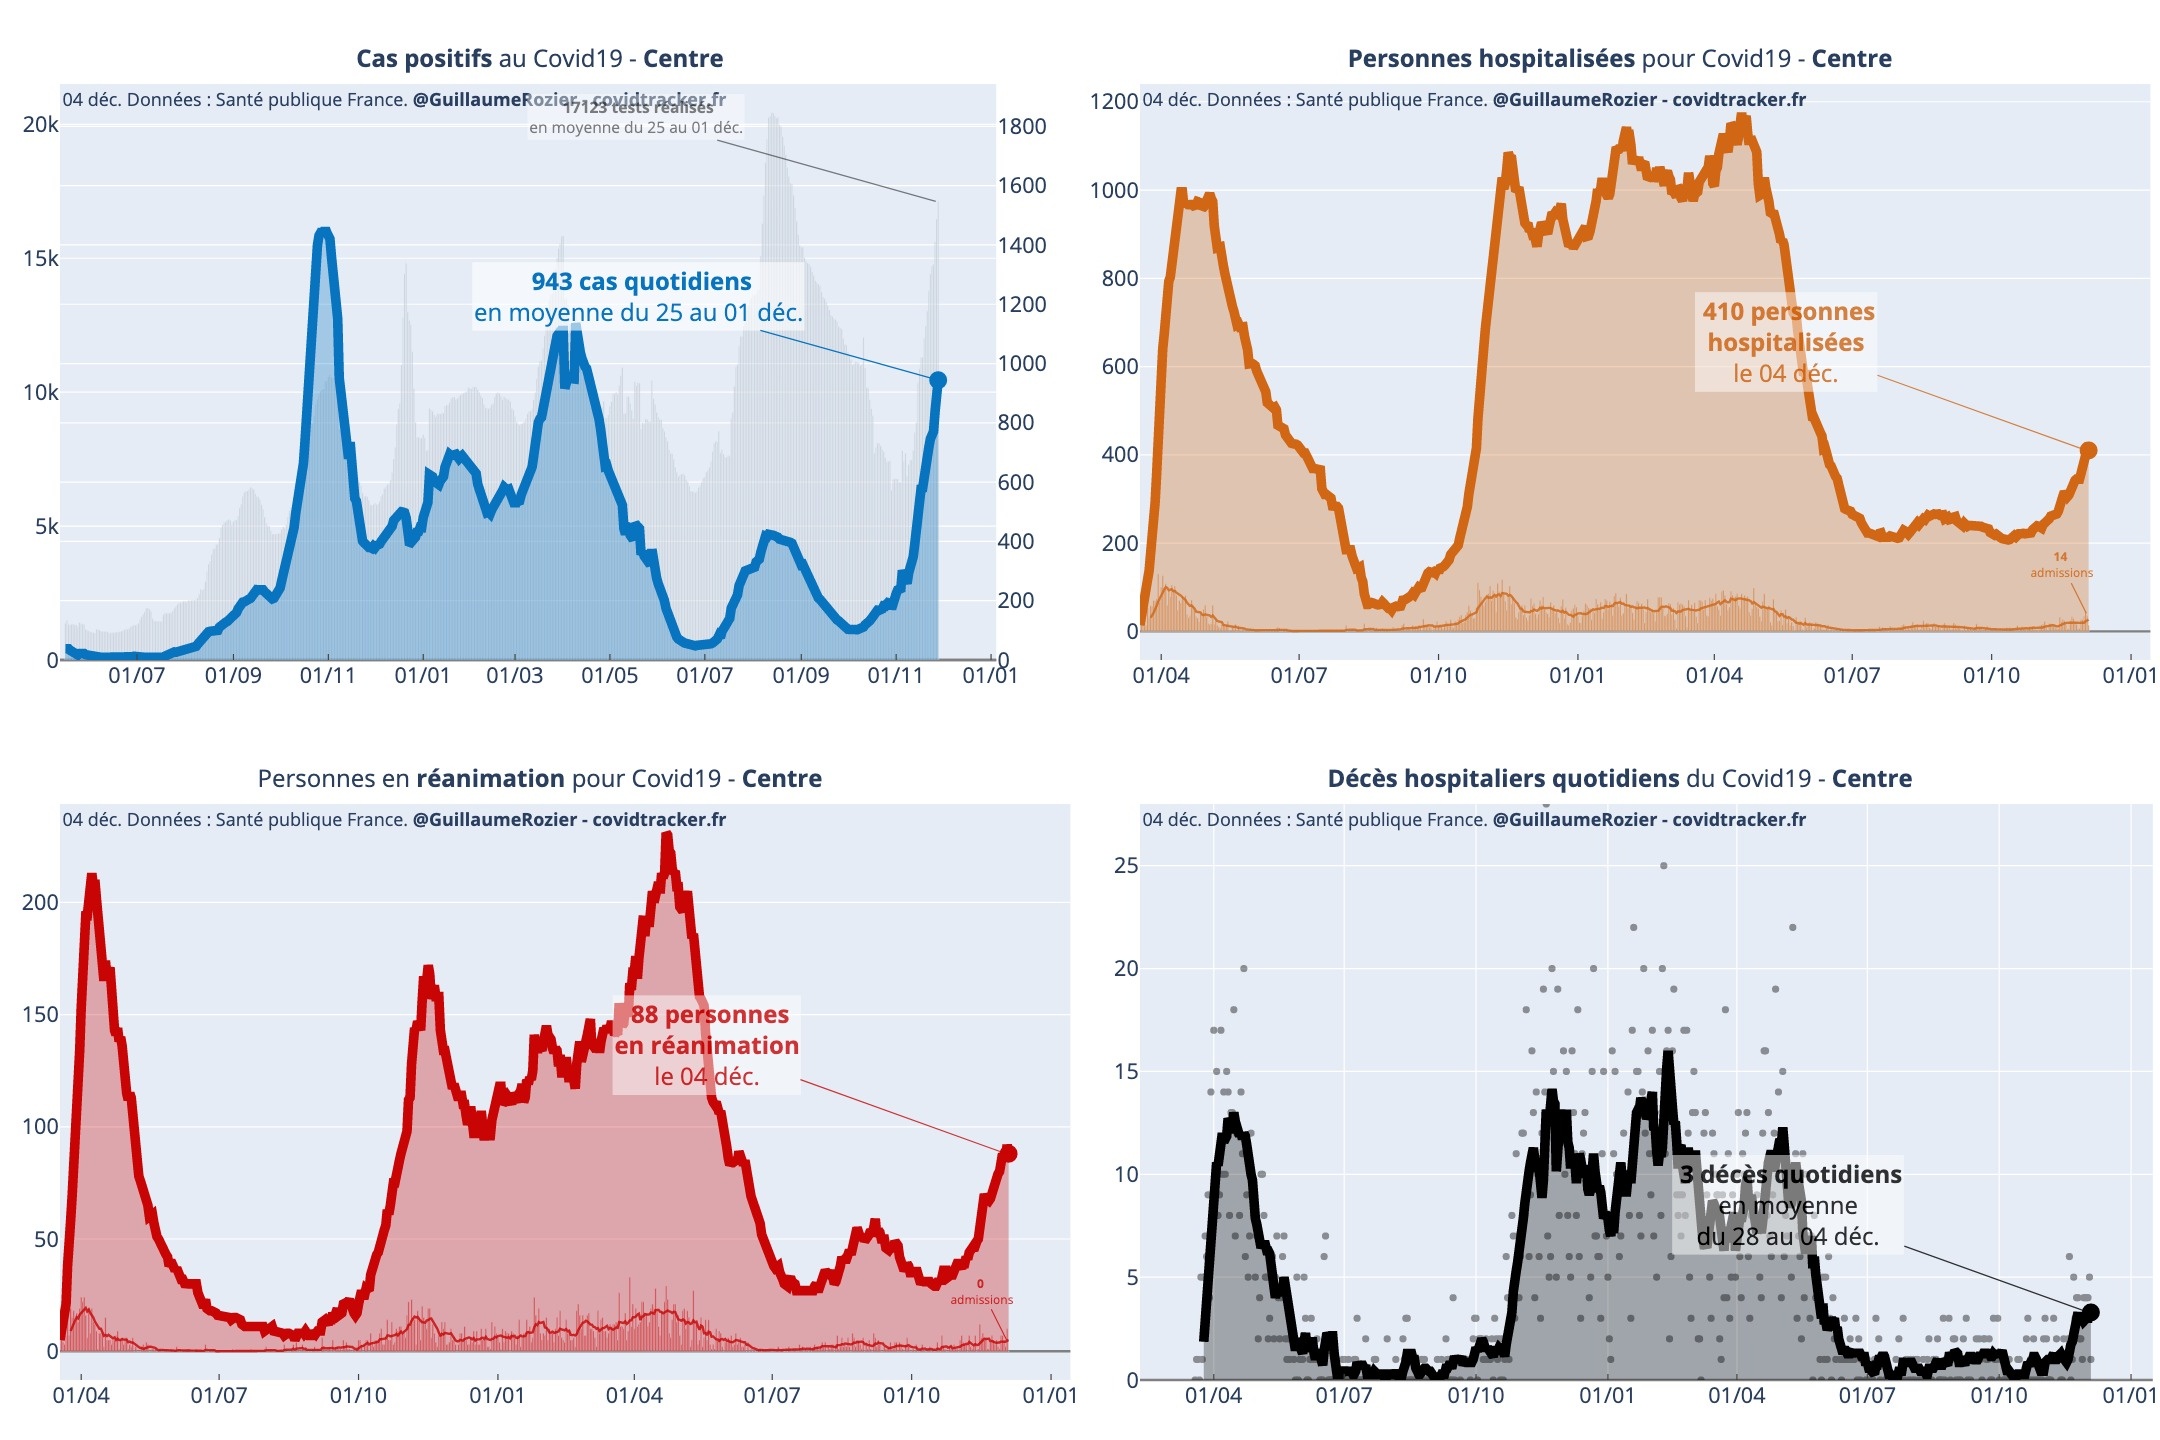 Cas positifs au Covid19 - Centre
04 déc. Données : Santé publique France. @GuillaumeRozier - covidtracker.fr
17123 tests réalisés
en moyenne du 25 au 01 déc.
943 cas quotidiens
en moyenne du 25 au 01 déc.
20k
15k
10k
5k
0
1800
1600
1400
1200
1000
800
600
400
200
0
01/07 01/09 01/11 01/01 01/03 01/05 01/07 01/09 01/11 01/01
Personnes hospitalisées pour Covid19 - Centre
04 déc. Données : Santé publique France. @GuillaumeRozier - covidtracker.fr
1200
1000
800
600
400
200
0
410 personnes
hospitalisées
le 04 déc.
14
admissions
01/04 01/07 01/10 01/01 01/04 01/07 01/10 01/01
Personnes en réanimation pour Covid19 - Centre
04 déc. Données : Santé publique France. @GuillaumeRozier - covidtracker.fr
200
150
100
50
0
88 personnes
en réanimation
le 04 déc.
0
admissions
01/04 01/07 01/10 01/01 01/04 01/07 01/10 01/01
Décès hospitaliers quotidiens du Covid19 - Centre
04 déc. Données : Santé publique France. @GuillaumeRozier - covidtracker.fr
25
20
15
10
5
0
3 décès quotidiens
en moyenne
du 28 au 04 déc.
01/04 01/07 01/10 01/01 01/04 01/07 01/10 01/01